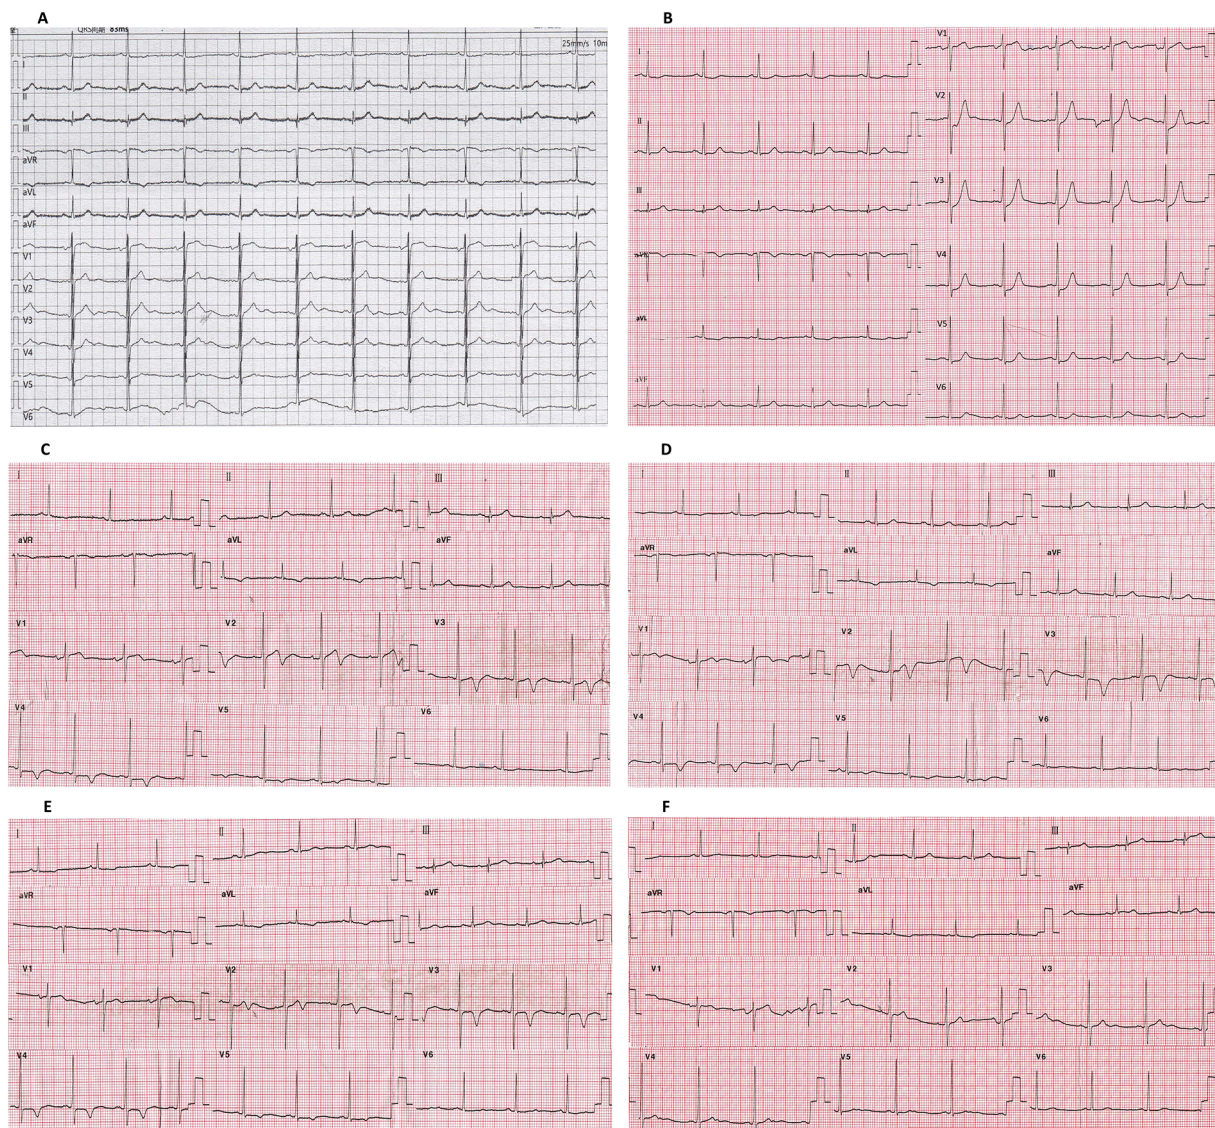 A
QRS间期 83ms
25mm/s 10m
I
II
III
aVR
aVL
aVF
V1
V2
V3
V4
V5
V6
B
I
II
III
aVR
aVL
aVF
V1
V2
V3
V4
V5
V6
C
I II III
aVR aVL aVF
V1 V2 V3
V4 V5 V6
D
I II III
aVR aVL aVF
V1 V2 V3
V4 V5 V6
E
I II III
aVR aVL aVF
V1 V2 V3
V4 V5 V6
F
I II III
aVR aVL aVF
V1 V2 V3
V4 V5 V6